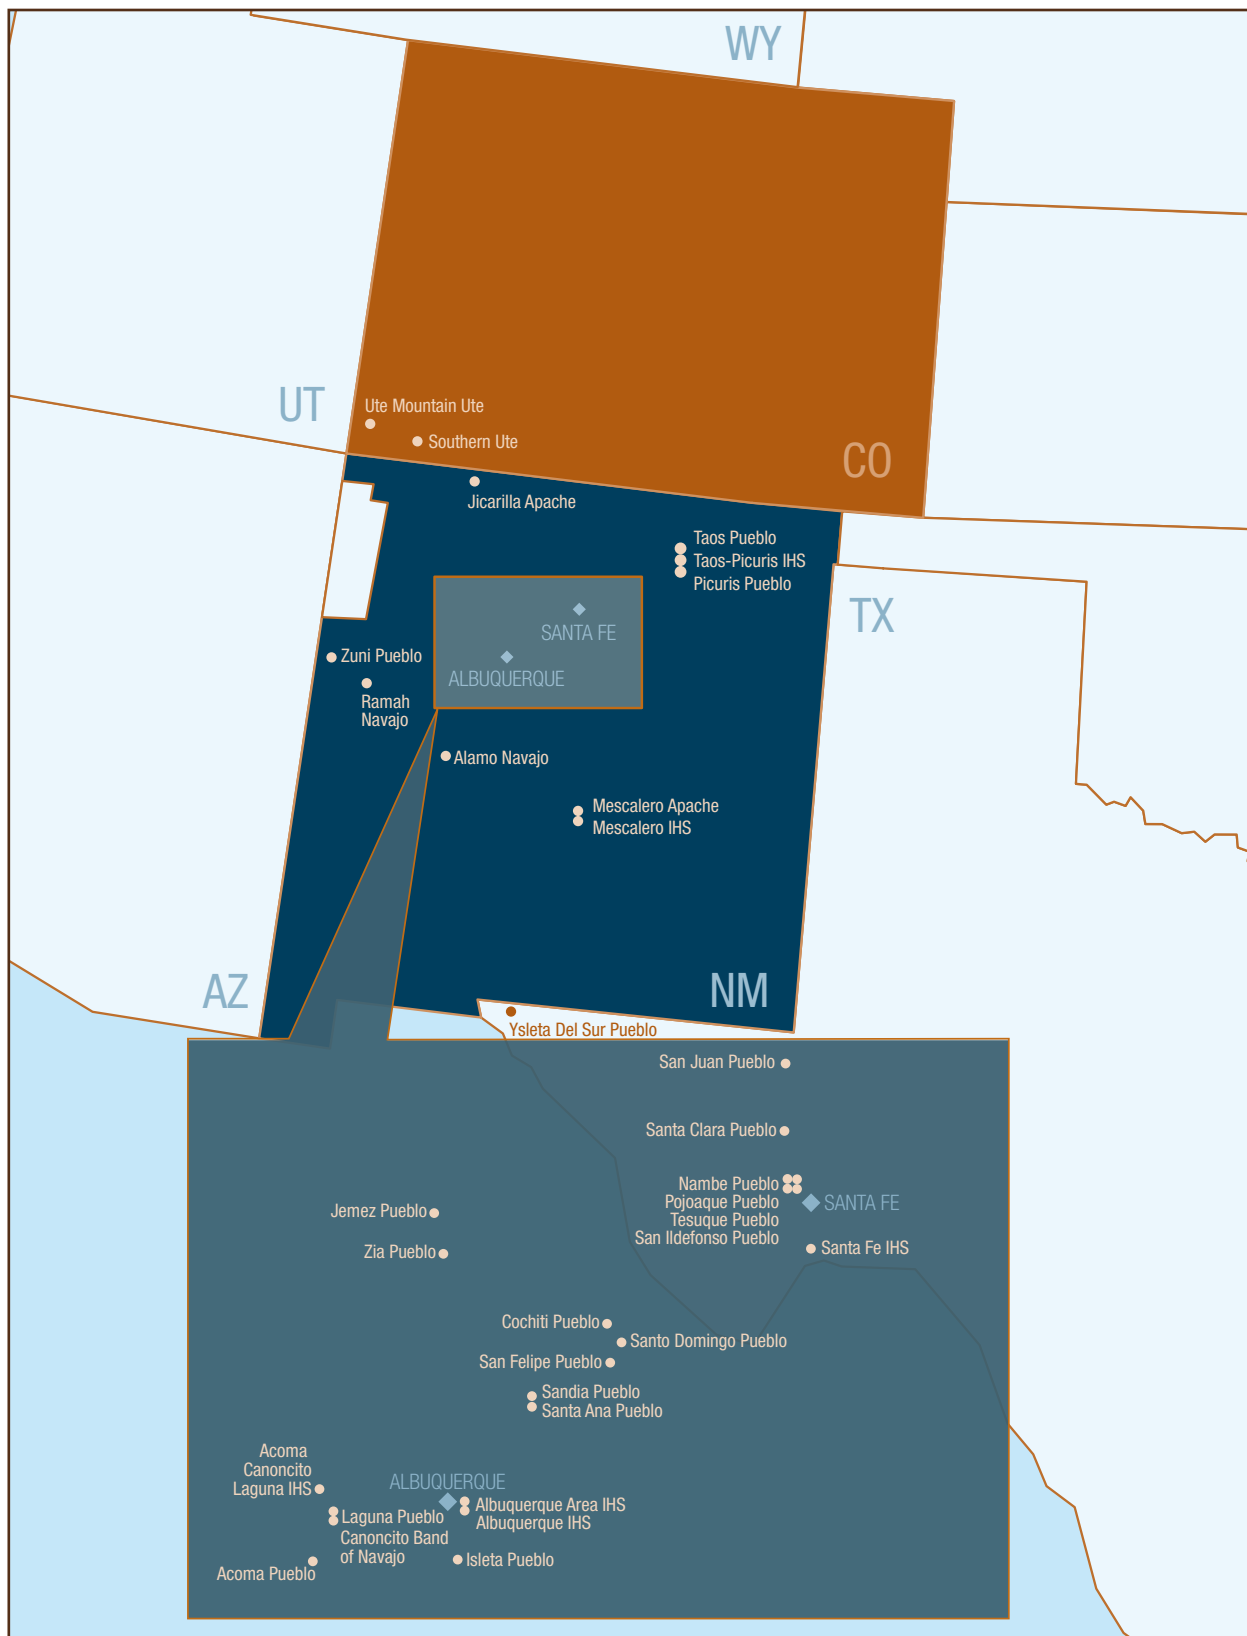 WY
UT
Ute Mountain Ute
Southern Ute
CO
Jicarilla Apache
Taos Pueblo
Taos-Picuris IHS
Picuris Pueblo
TX
SANTA FE
ALBUQUERQUE
Zuni Pueblo
Ramah
Navajo
Alamo Navajo
Mescalero Apache
Mescalero IHS
AZ
NM
Ysleta Del Sur Pueblo
San Juan Pueblo
Santa Clara Pueblo
Nambe Pueblo
Pojoaque Pueblo
Tesuque Pueblo
San Ildefonso Pueblo
SANTA FE
Santa Fe IHS
Jemez Pueblo
Zia Pueblo
Cochiti Pueblo
Santo Domingo Pueblo
San Felipe Pueblo
Sandia Pueblo
Santa Ana Pueblo
Acoma
Canoncito
Laguna IHS
ALBUQUERQUE
Albuquerque Area IHS
Albuquerque IHS
Laguna Pueblo
Canoncito Band
of Navajo
Isleta Pueblo
Acoma Pueblo